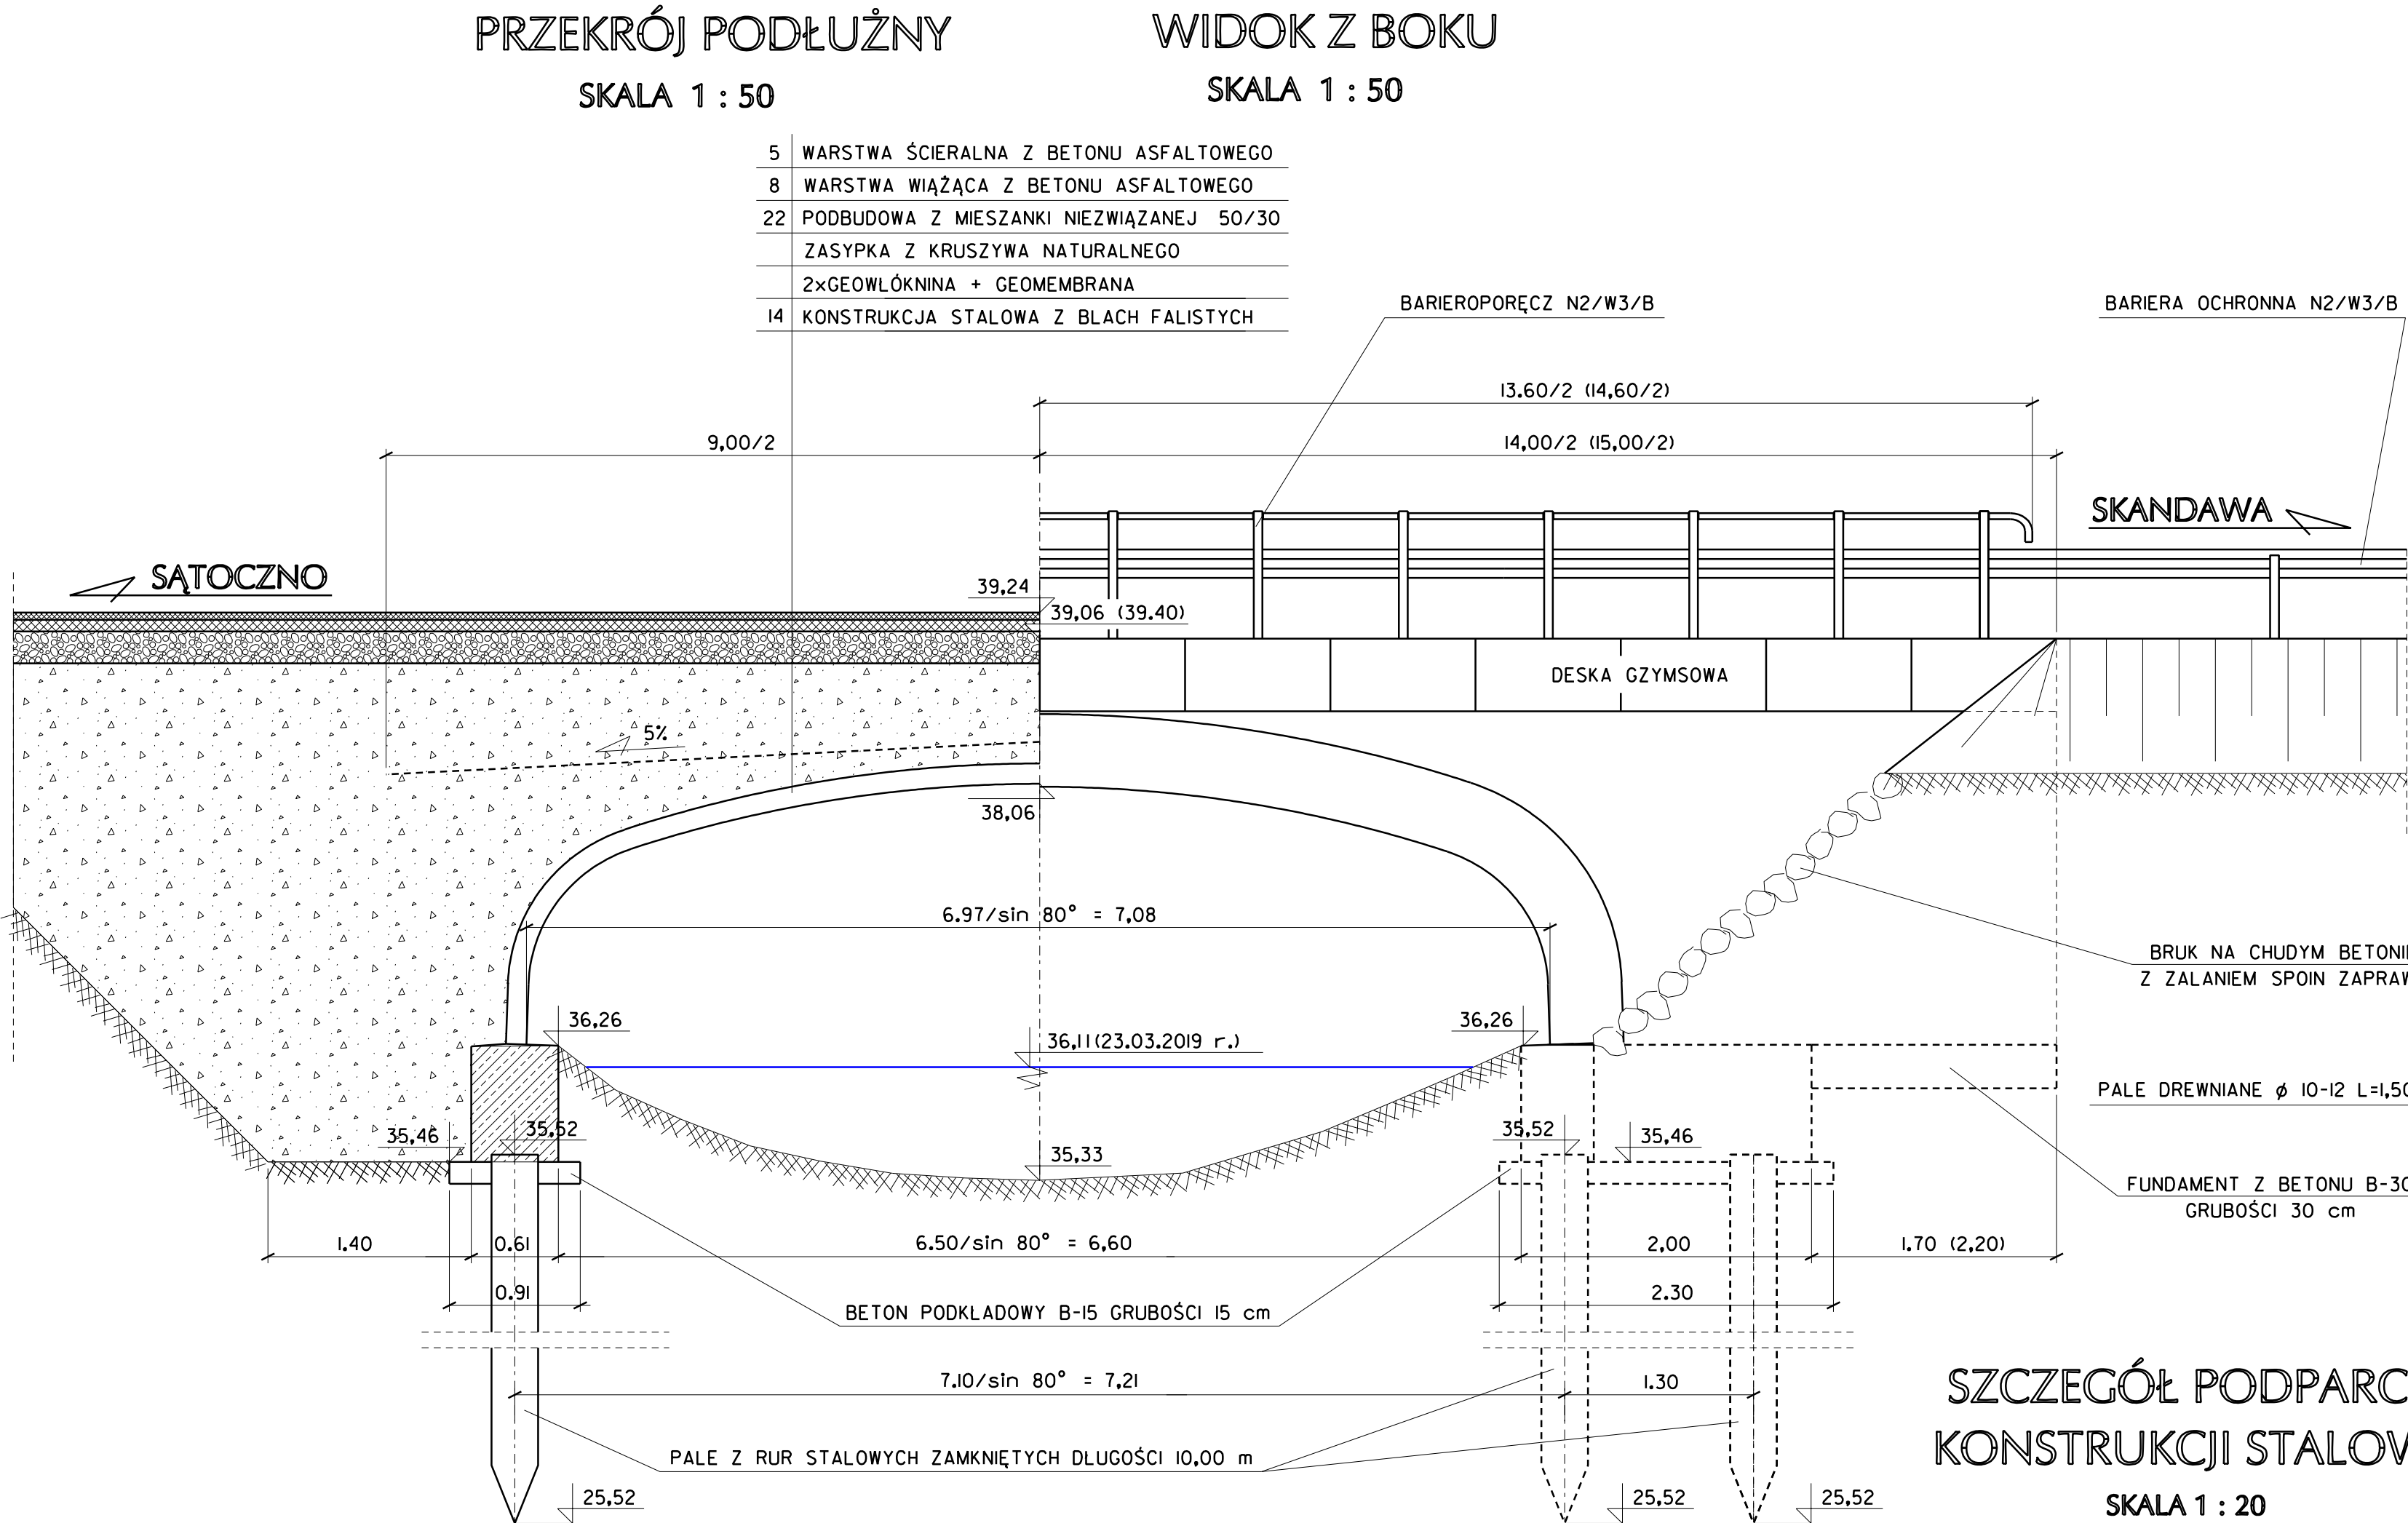 PRZEKRÓJ PODŁUŻNY
SKALA 1 : 50
WIDOK Z BOKU
SKALA 1 : 50
5 WARSTWA ŚCIERALNA Z BETONU ASFALTOWEGO
8 WARSTWA WIĄŻĄCA Z BETONU ASFALTOWEGO
22 PODBUDOWA Z MIESZANKI NIEZWIĄZANEJ 50/30
ZASYPKA Z KRUSZYWA NATURALNEGO
2xGEOWŁÓKNINA + GEOMEMBRANA
14 KONSTRUKCJA STALOWA Z BLACH FALISTYCH
BARIEROPORĘCZ N2/W3/B
BARIERA OCHRONNA N2/W3/B
13.60/2 (14,60/2)
9,00/2
14,00/2 (15,00/2)
SKANDAWA
SĄTOCZNO
39,24
39,06 (39.40)
DESKA GZYMSOWA
5%
38,06
6.97/sin 80° = 7,08
BRUK NA CHUDYM BETONI
Z ZALANIEM SPOIN ZAPRAW
36,26
36,11(23.03.2019 r.)
36,26
PALE DREWNIANE ø 10-12 L=1,50
35,46
35,52
35,33
35,52
35,46
FUNDAMENT Z BETONU B-30
GRUBOŚCI 30 cm
1.40
0.61
6.50/sin 80° = 6,60
2,00
1.70 (2,20)
0.91
2.30
BETON PODKŁADOWY B-15 GRUBOŚCI 15 cm
7.10/sin 80° = 7,21
1.30
PALE Z RUR STALOWYCH ZAMKNIĘTYCH DŁUGOŚCI 10,00 m
25,52
25,52
25,52
SZCZEGÓŁ PODPARC
KONSTRUKCJI STALOW
SKALA 1 : 20